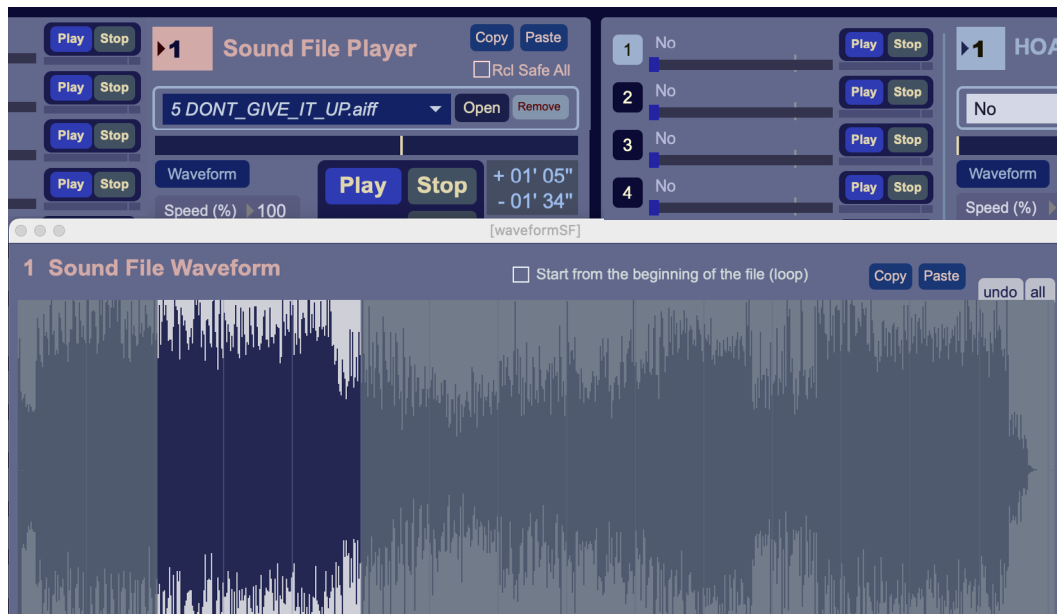 Play Stop
1 Sound File Player
Copy Paste
Rcl Safe All
Play Stop
5 DONT_GIVE_IT_UP.aiff
Open
Remove
Play Stop
Waveform
Play Stop
+ 01' 05"
- 01' 34"
Play Stop
Speed (%) 100
1 No Play Stop
2 No Play Stop
3 No Play Stop
4 No Play Stop
1 HOA
No
Waveform
Speed (%)
[waveformSF]
1 Sound File Waveform
Start from the beginning of the file (loop)
Copy Paste
undo all